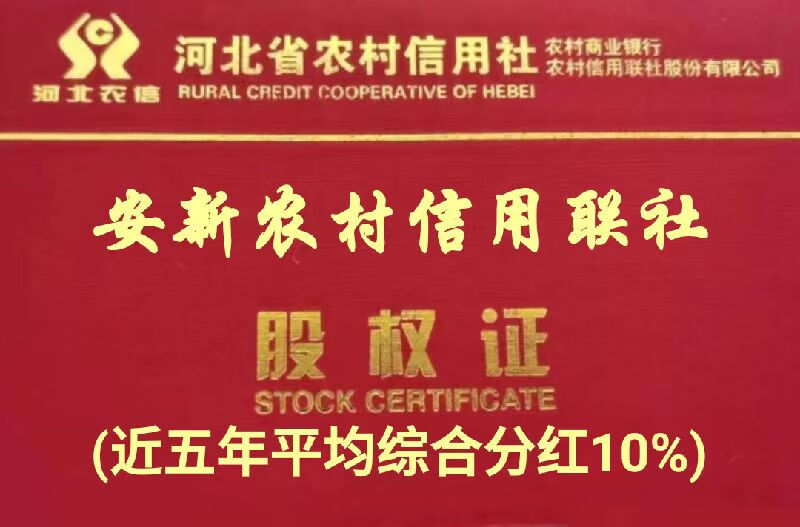 河北农信
河北省农村信用社
农村商业银行
农村信用联社股份有限公司
RURAL CREDIT COOPERATIVE OF HEBEI
安新农村信用联社
股权证
STOCK CERTIFICATE
(近五年平均综合分红10%)